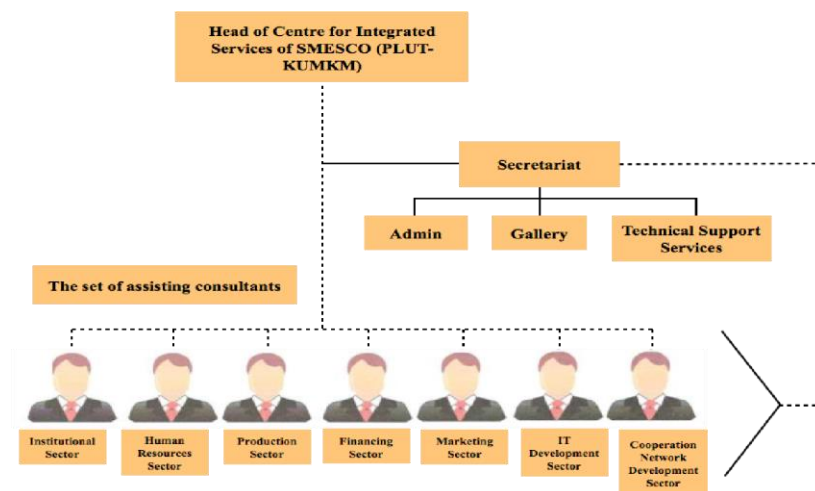 Head of Centre for Integrated
Services of SMESCO (PLUT-
KUMKM)
Secretariat
Admin
Gallery
Technical Support
Services
The set of assisting consultants
Institutional
Sector
Human
Resources
Sector
Production
Sector
Financing
Sector
Marketing
Sector
IT
Development
Sector
Cooperation
Network
Development
Sector